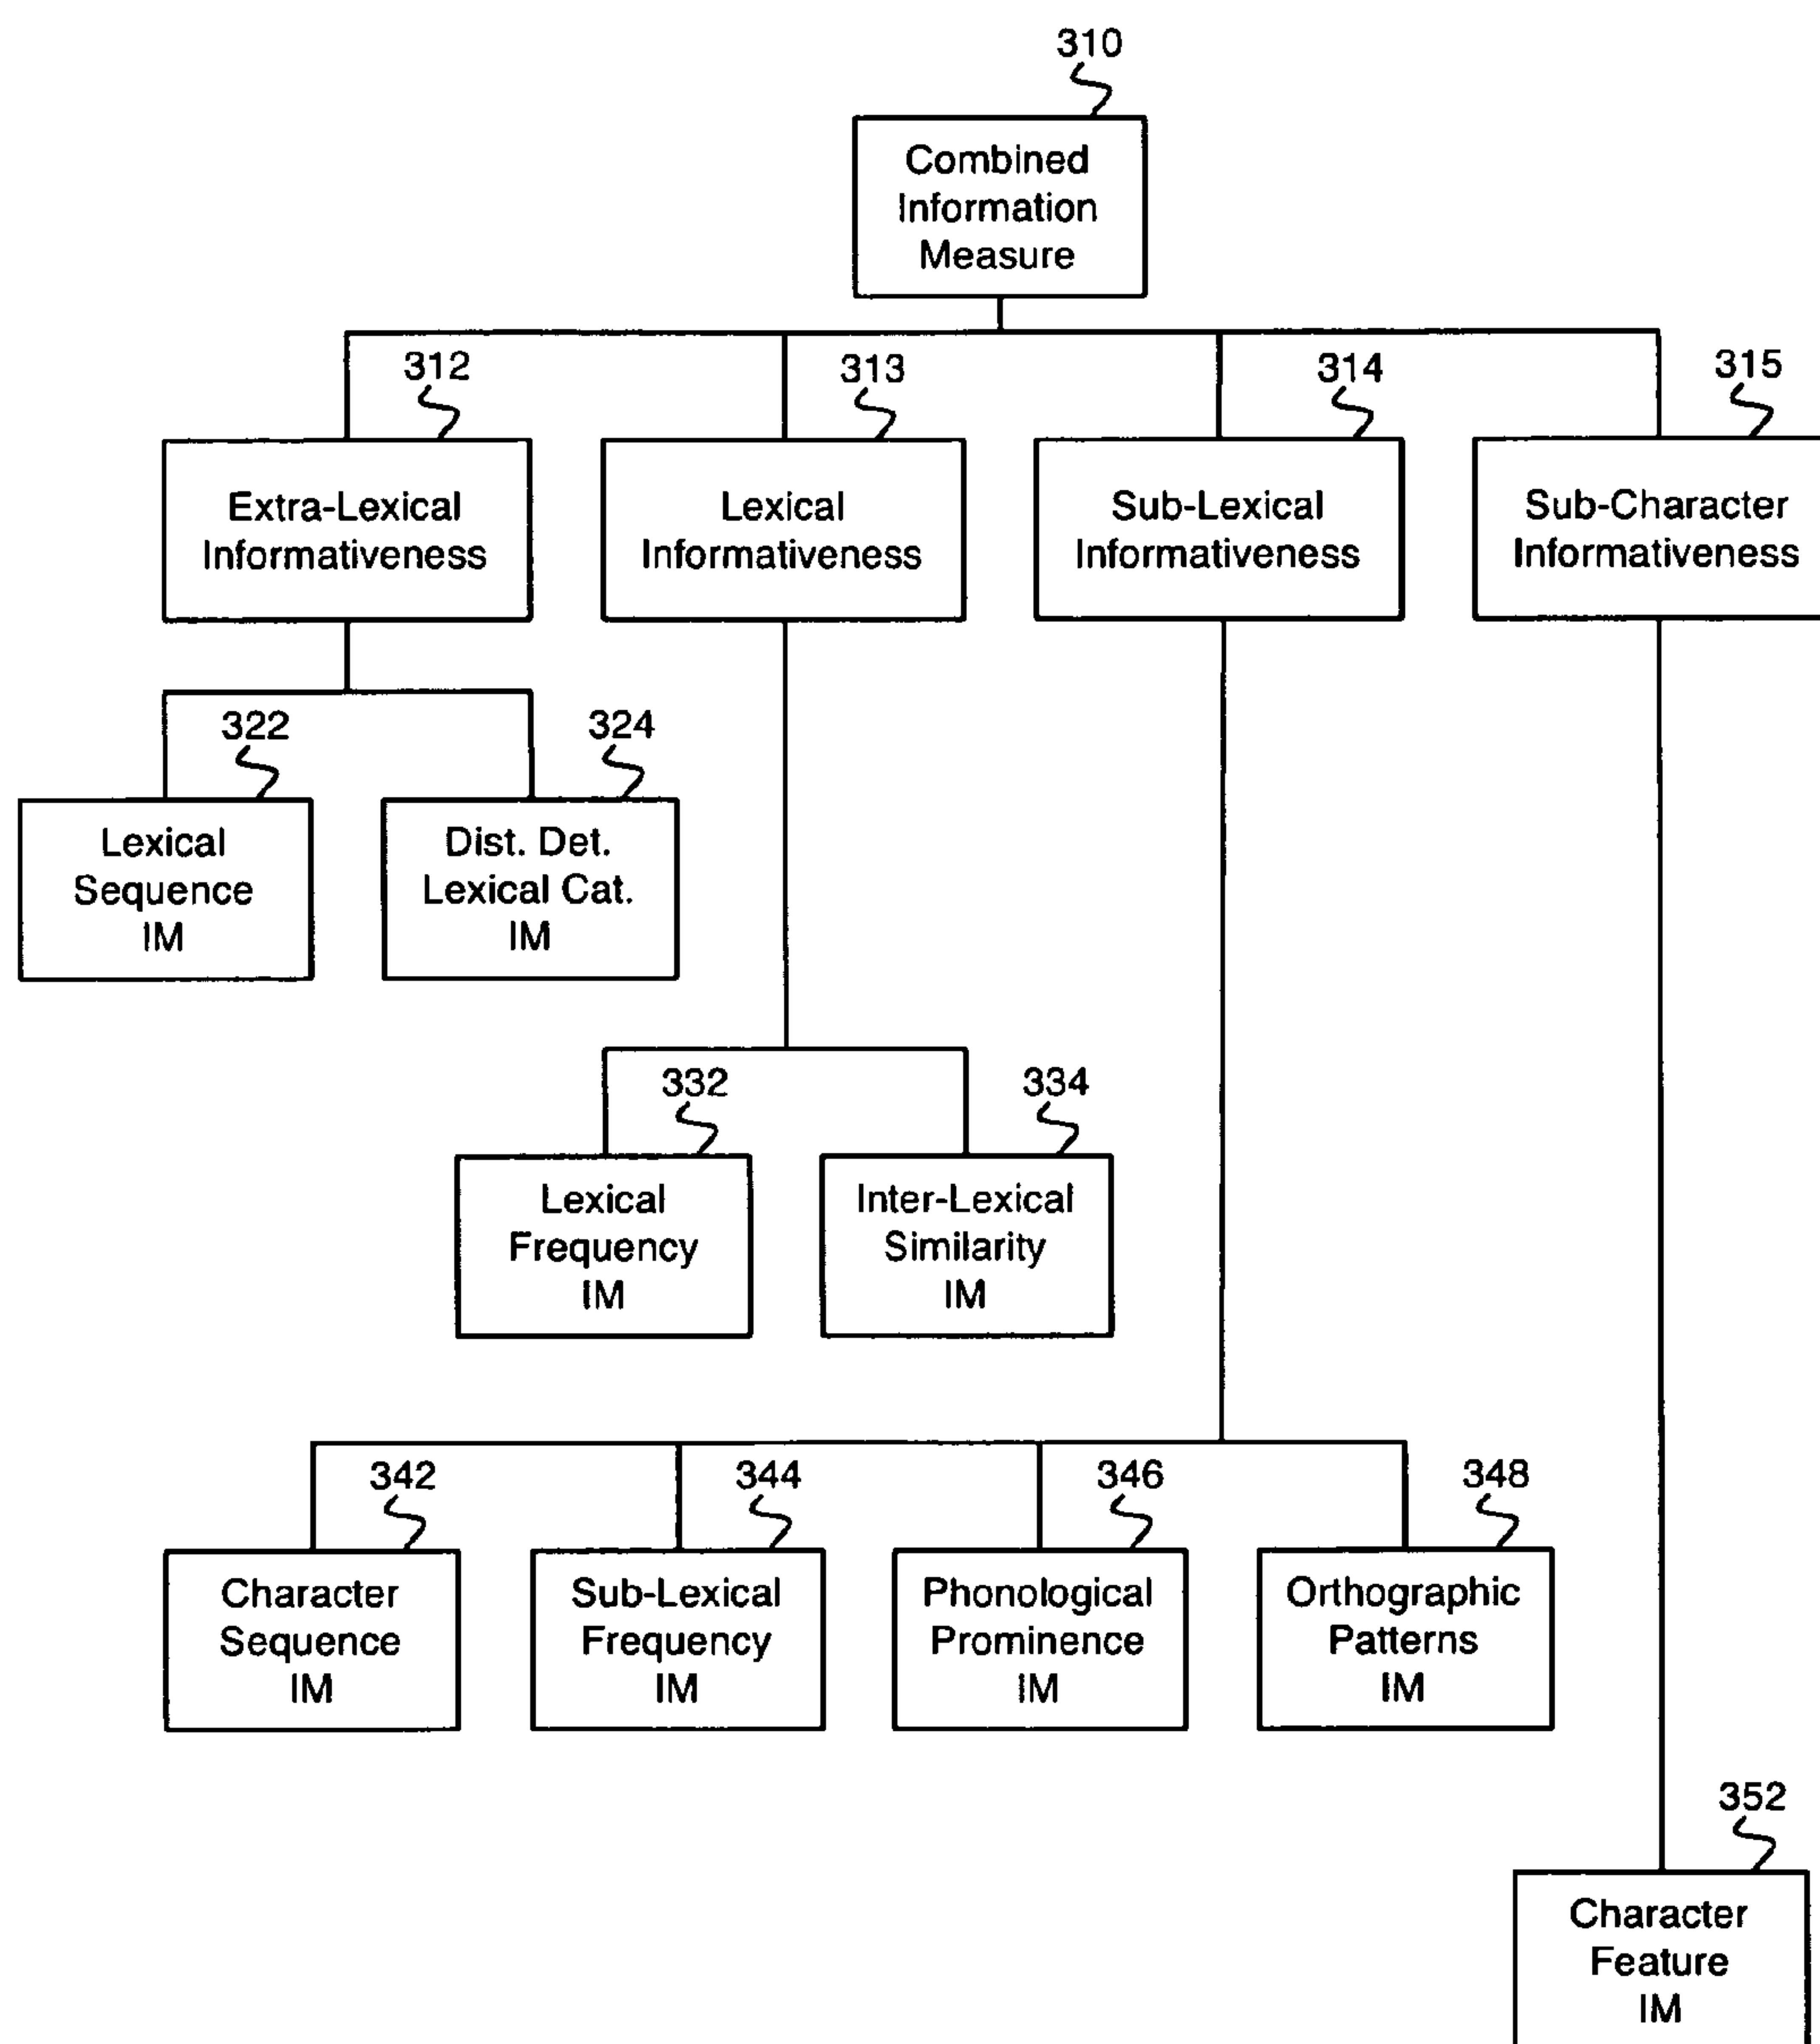 310
Combined
Information
Measure
312
313
314
315
Extra-Lexical
Informativeness
Lexical
Informativeness
Sub-Lexical
Informativeness
Sub-Character
Informativeness
322
324
Lexical
Sequence
IM
Dist. Det.
Lexical Cat.
IM
332
334
Lexical
Frequency
IM
Inter-Lexical
Similarity
IM
342
344
346
348
Character
Sequence
IM
Sub-Lexical
Frequency
IM
Phonological
Prominence
IM
Orthographic
Patterns
IM
352
Character
Feature
IM